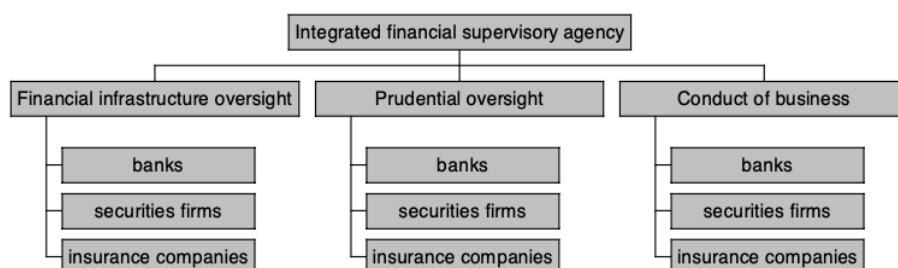 Integrated financial supervisory agency
Financial infrastructure oversight
Prudential oversight
Conduct of business
banks
banks
banks
securities firms
securities firms
securities firms
insurance companies
insurance companies
insurance companies